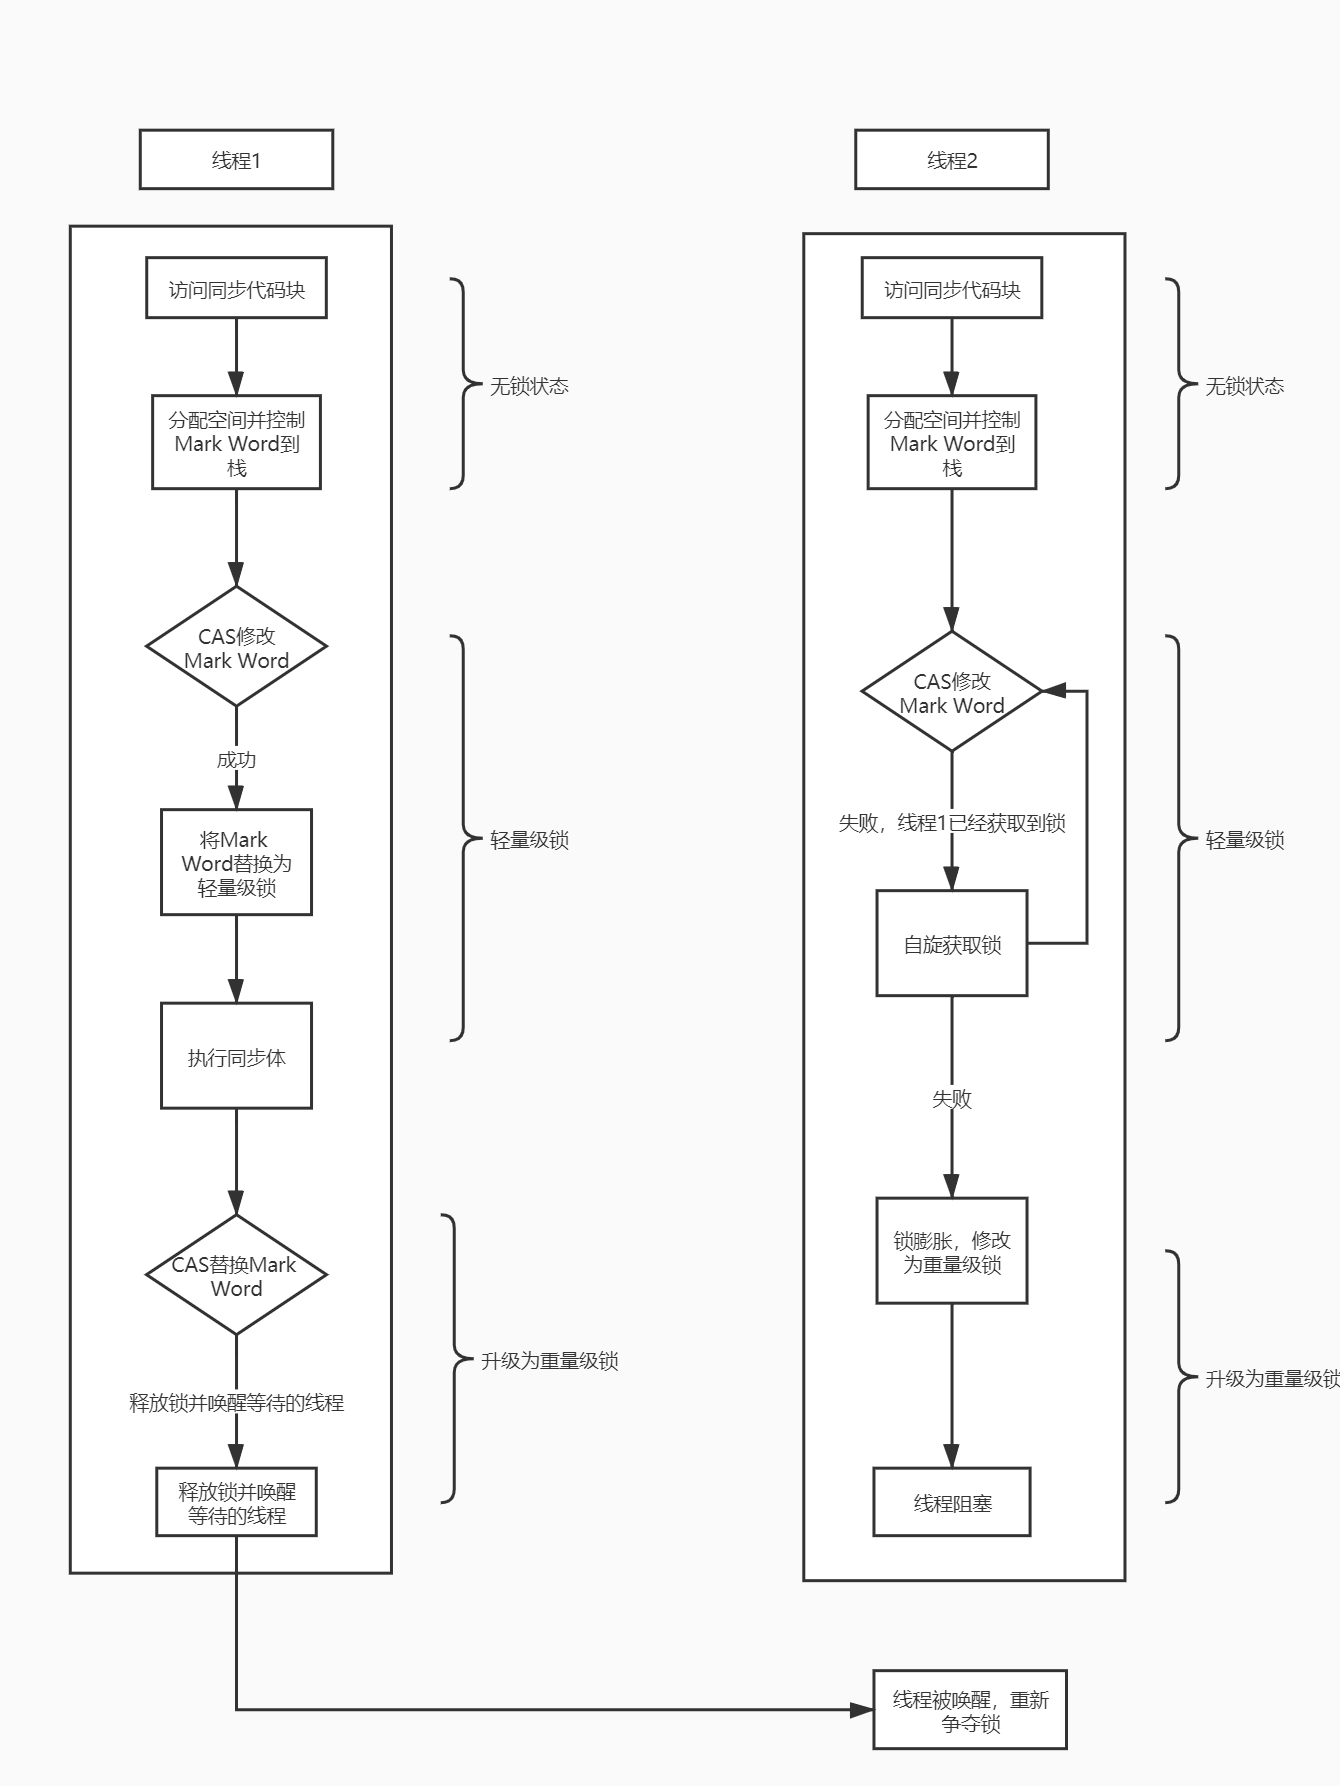 线程1
访问同步代码块
分配空间并控制
Mark Word到
栈
无锁状态
CAS修改
Mark Word
成功
将Mark
Word替换为
轻量级锁
轻量级锁
执行同步体
CAS替换Mark
Word
升级为重量级锁
释放锁并唤醒等待的线程
释放锁并唤醒
等待的线程
线程2
访问同步代码块
分配空间并控制
Mark Word到
栈
无锁状态
CAS修改
Mark Word
失败，线程1已经获取到锁
轻量级锁
自旋获取锁
失败
锁膨胀，修改
为重量级锁
升级为重量级锁
线程阻塞
线程被唤醒，重新
争夺锁